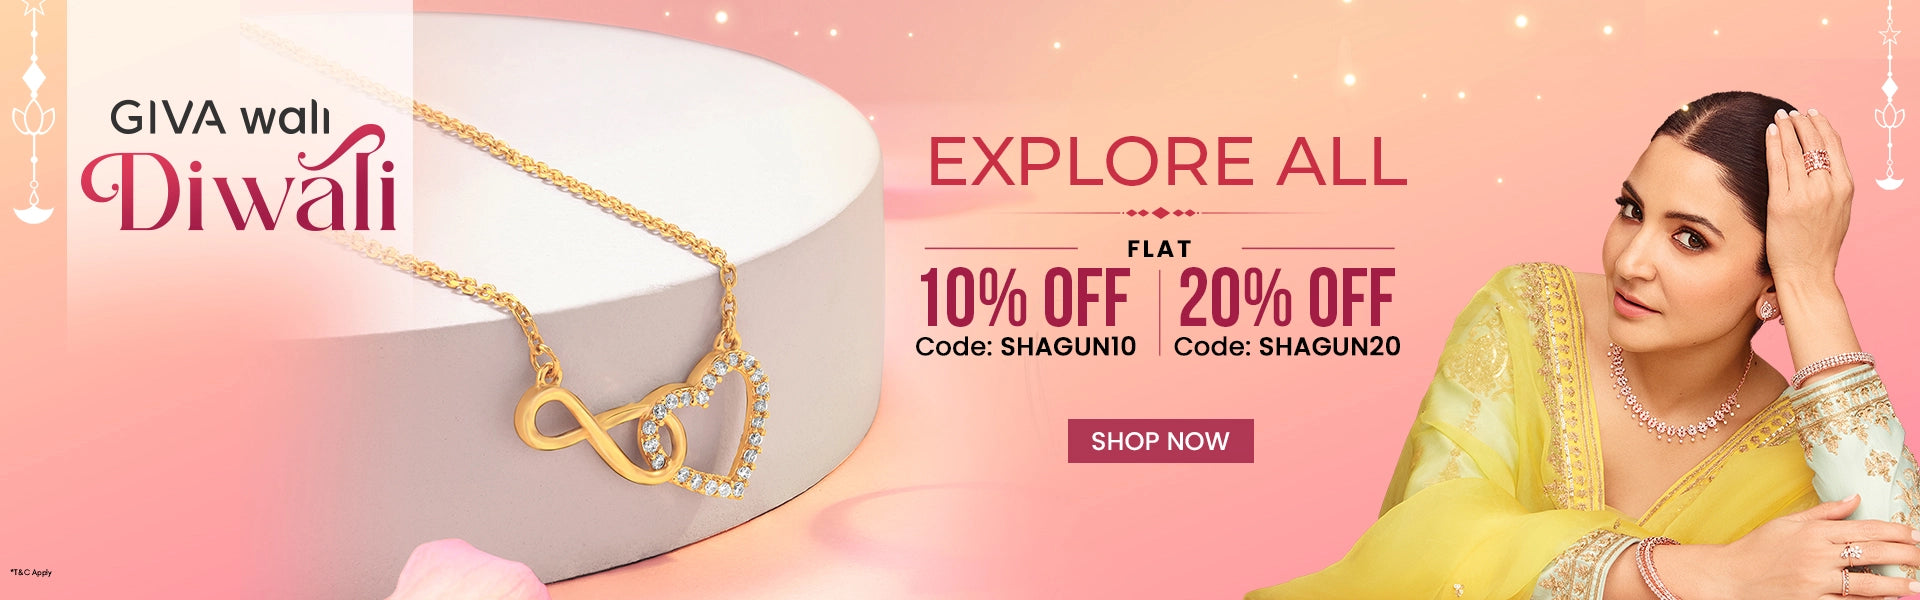 GIVA wali
Diwali
EXPLORE ALL
FLAT
10% OFF
Code: SHAGUN10
20% OFF
Code: SHAGUN20
SHOP NOW
*T&C Apply